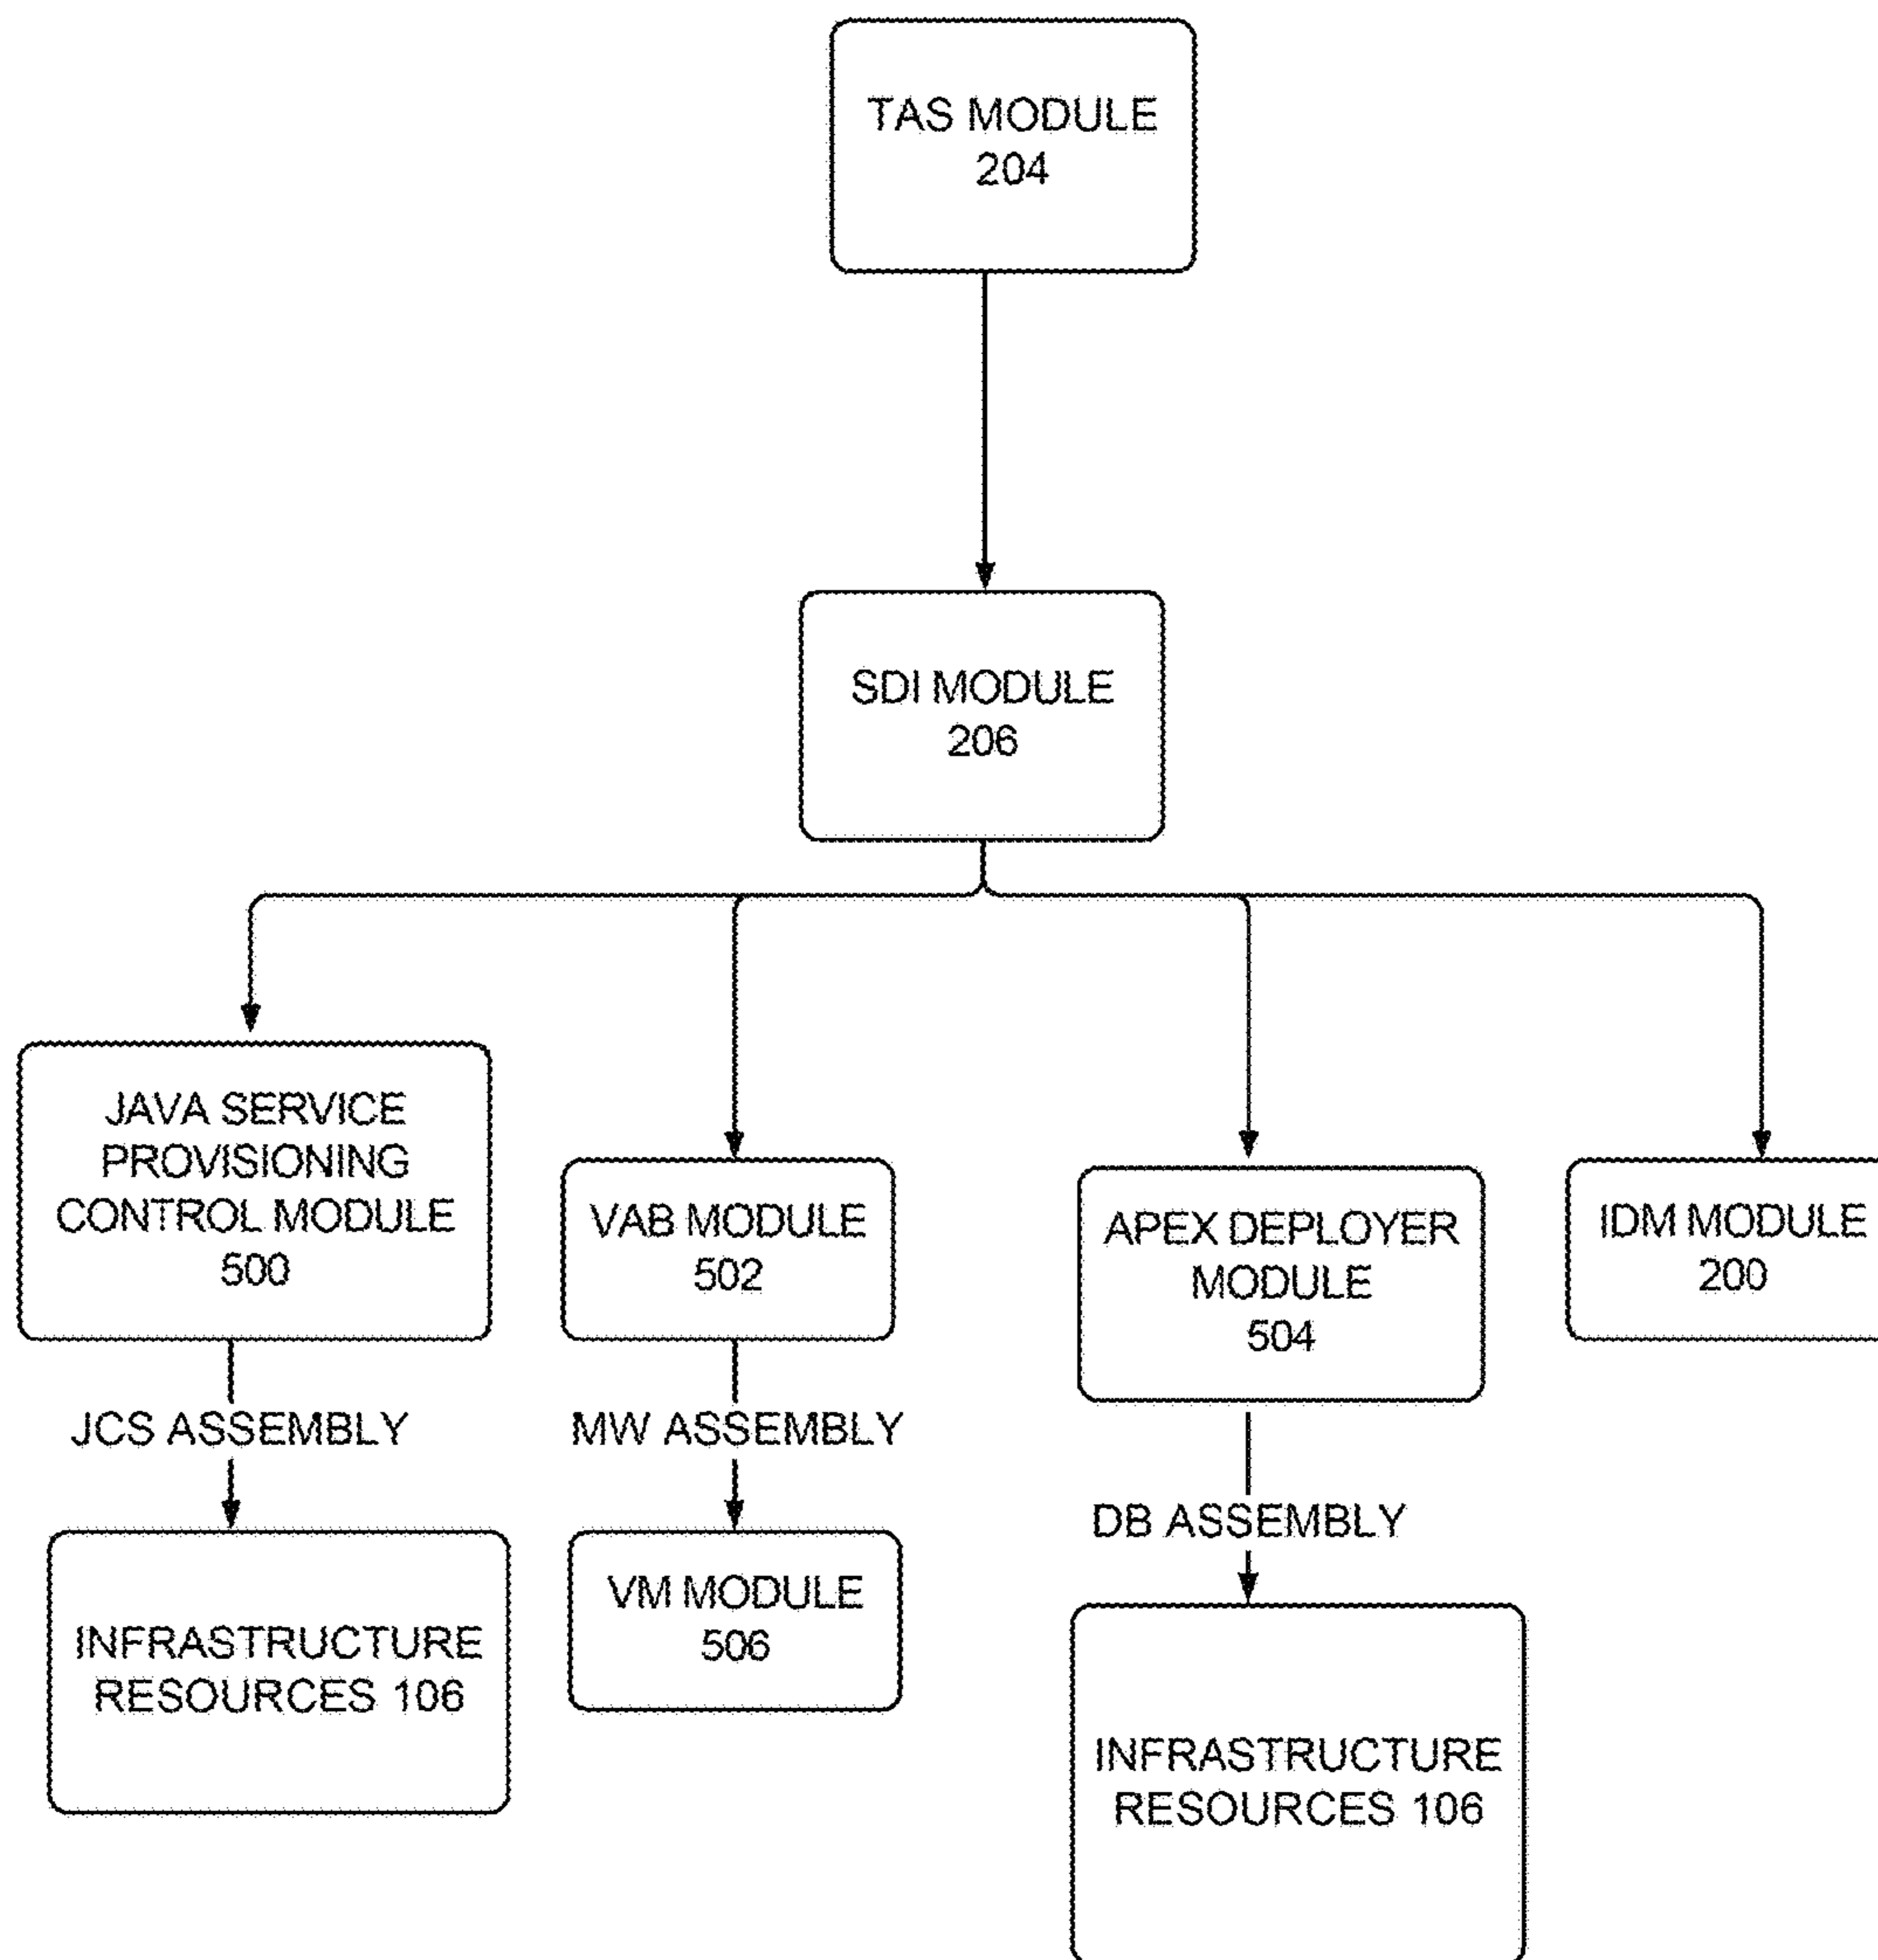 TAS MODULE
204
SDI MODULE
206
JAVA SERVICE
PROVISIONING
CONTROL MODULE
500
VAB MODULE
502
APEX DEPLOYER
MODULE
504
IDM MODULE
200
JCS ASSEMBLY
MW ASSEMBLY
DB ASSEMBLY
INFRASTRUCTURE
RESOURCES 106
VM MODULE
506
INFRASTRUCTURE
RESOURCES 106